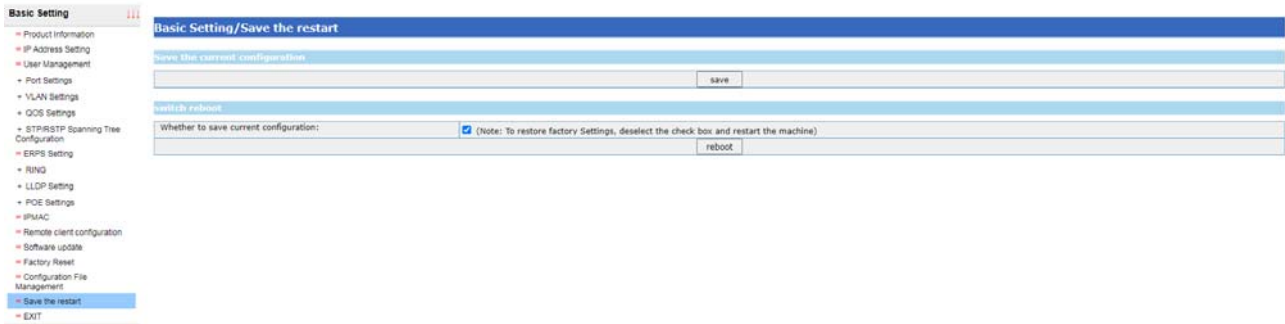 Basic Setting
Product Information
IP Address Setting
User Management
+ Port Settings
+ VLAN Settings
+ QOS Settings
+ STP/RSTP Spanning Tree
Configuration
ERPS Setting
+ RING
+ LLDP Setting
+ POE Settings
IPMAC
Remote client configuration
Software update
Factory Reset
Configuration File
Management
Save the restart
EXIT
Basic Setting/Save the restart
Save the current configuration
save
switch reboot
Whether to save current configuration:
(Note: To restore factory Settings, deselect the check box and restart the machine)
reboot